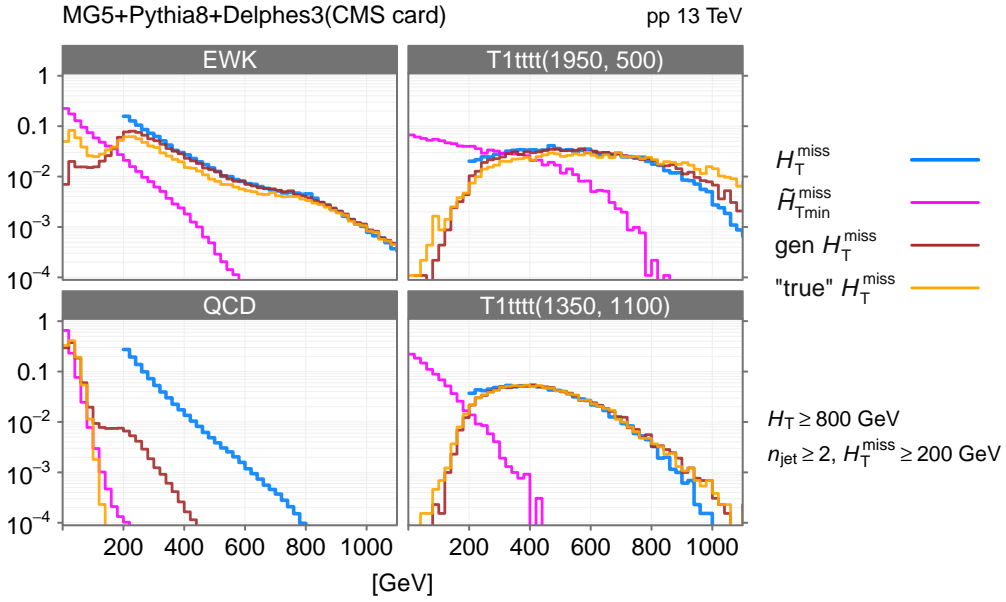 MG5+Pythia8+Delphes3(CMS card) pp 13 TeV
EWK T1tttt(1950, 500)
1
0.1
10⁻²
10⁻³
10⁻⁴
QCD T1tttt(1350, 1100)
1
0.1
10⁻²
10⁻³
10⁻⁴
200 400 600 800 1000 200 400 600 800 1000
[GeV]
H_T^miss
H̃_Tmin^miss
gen H_T^miss
"true" H_T^miss
H_T ≥ 800 GeV
n_jet ≥ 2, H_T^miss ≥ 200 GeV